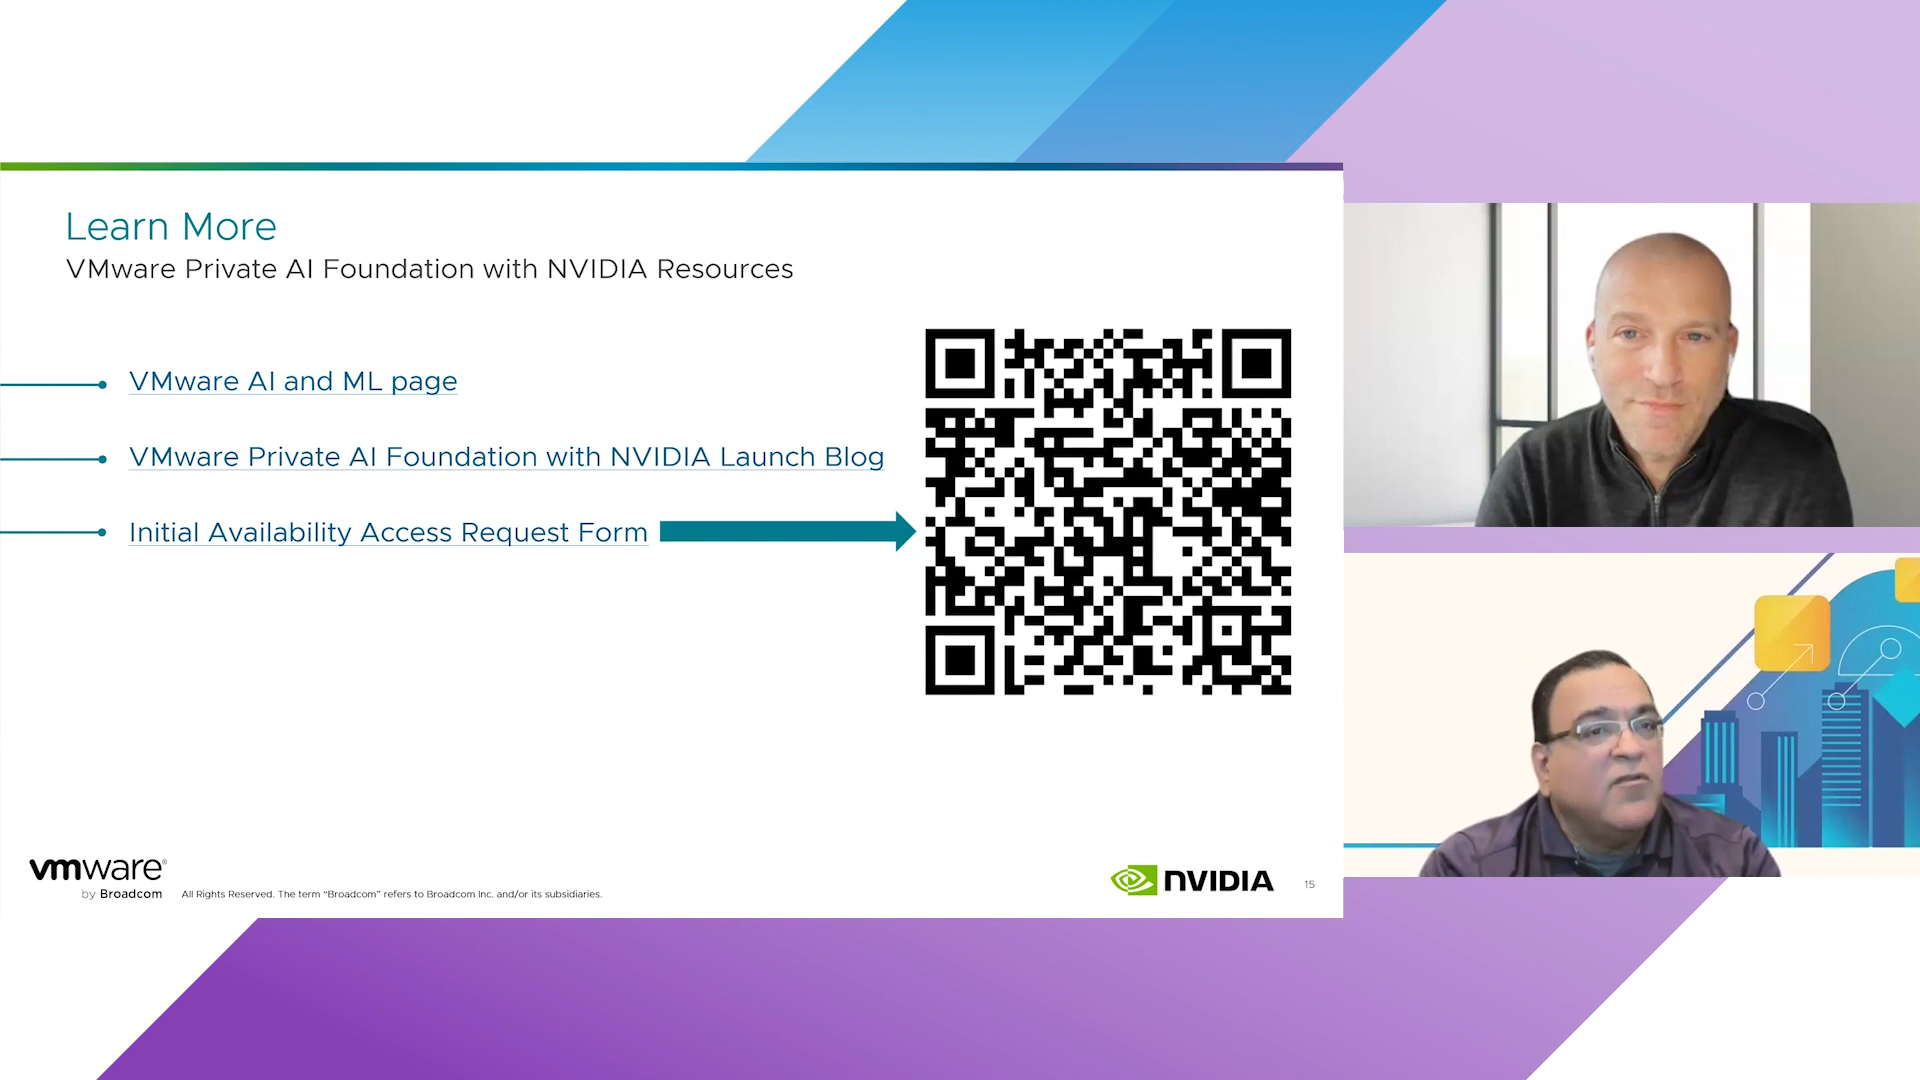 Learn More
VMware Private AI Foundation with NVIDIA Resources
VMware AI and ML page
VMware Private AI Foundation with NVIDIA Launch Blog
Initial Availability Access Request Form
vmware®
by Broadcom
All Rights Reserved. The term “Broadcom” refers to Broadcom Inc. and/or its subsidiaries.
NVIDIA
15